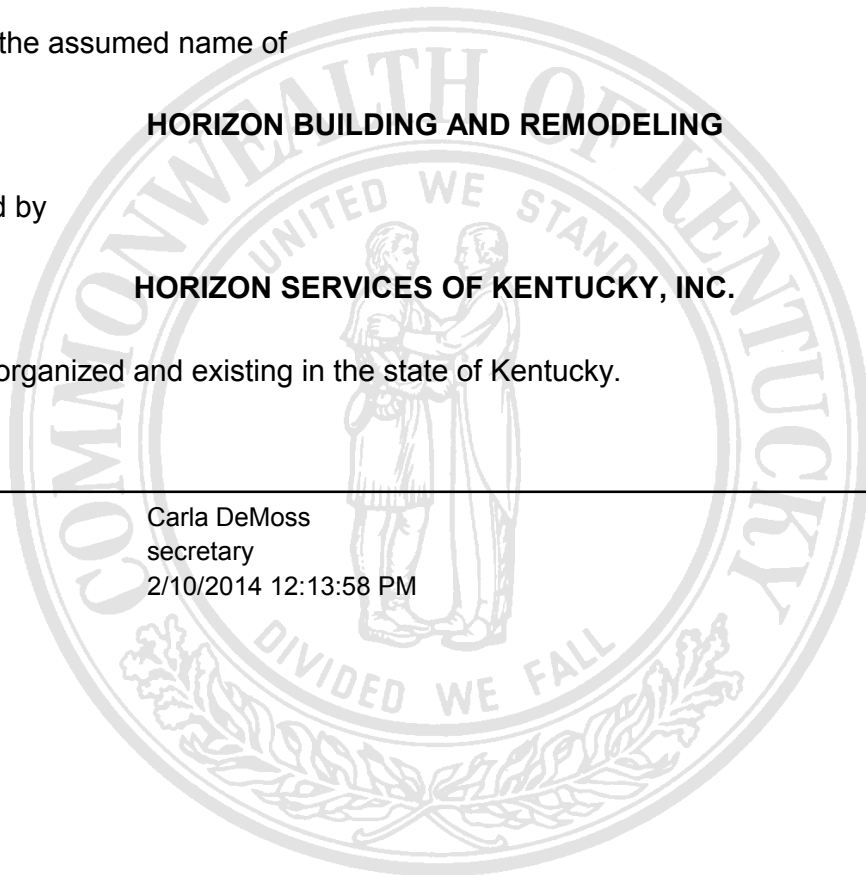 the assumed name of
HORIZON BUILDING AND REMODELING
d by
HORIZON SERVICES OF KENTUCKY, INC.
organized and existing in the state of Kentucky.
Carla DeMoss
secretary
2/10/2014 12:13:58 PM
COMMONWEALTH OF KENTUCKY
UNITED WE STAND
DIVIDED WE FALL